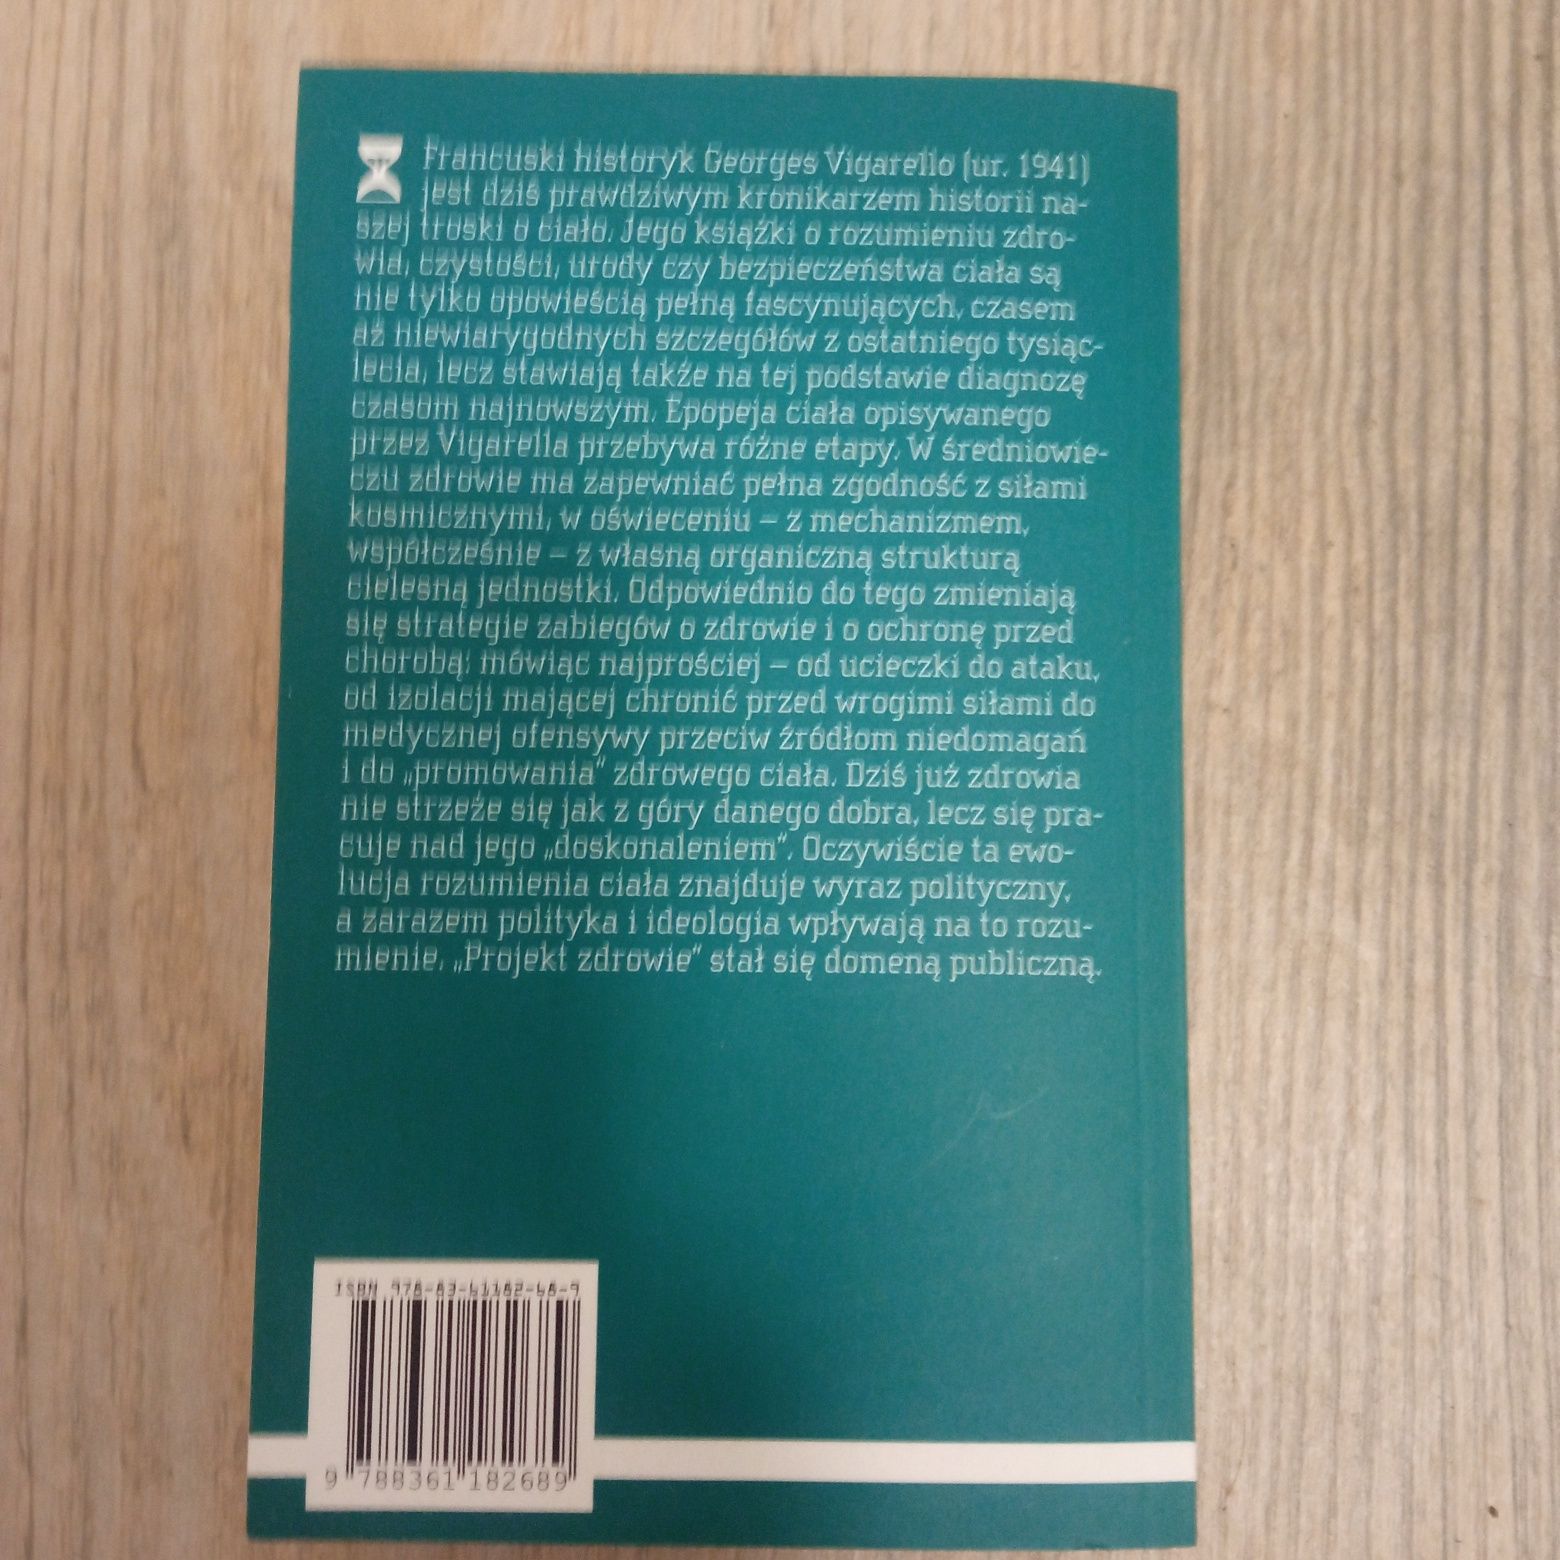 Francuski historyk Georges Vigarello (ur. 1941)
jest dziś prawdziwym kronikarzem historii na-
szej troski o ciało. Jego książki o rozumieniu zdro-
wia, czystości, urody czy bezpieczeństwa ciała są
nie tylko opowieścią pełną fascynujących, czasem
aż niewiarygodnych szczegółów z ostatniego tysiąc-
lecia, lecz stawiają także na tej podstawie diagnozę
czasom najnowszym. Epopeja ciała opisywanego
przez Vigarella przebywa różne etapy. W średniowie-
czu zdrowie ma zapewniać pełna zgodność z siłami
kosmicznymi, w oświeceniu – z mechanizmem,
współcześnie – z własną organiczną strukturą
cielesną jednostki. Odpowiednio do tego zmieniają
się strategie zabiegów o zdrowie i o ochronę przed
chorobą: mówiąc najprościej – od ucieczki do ataku,
od izolacji mającej chronić przed wrogimi siłami do
medycznej ofensywy przeciw źródłom niedomagań
i do „promowania” zdrowego ciała. Dziś już zdrowia
nie strzeże się jak z góry danego dobra, lecz się pra-
cuje nad jego „doskonaleniem”. Oczywiście ta ewo-
lucja rozumienia ciała znajduje wyraz polityczny,
a zarazem polityka i ideologia wpływają na to rozu-
mienie. „Projekt zdrowie” stał się domeną publiczną.
ISBN 978-83-61182-68-9
9 788361 182689